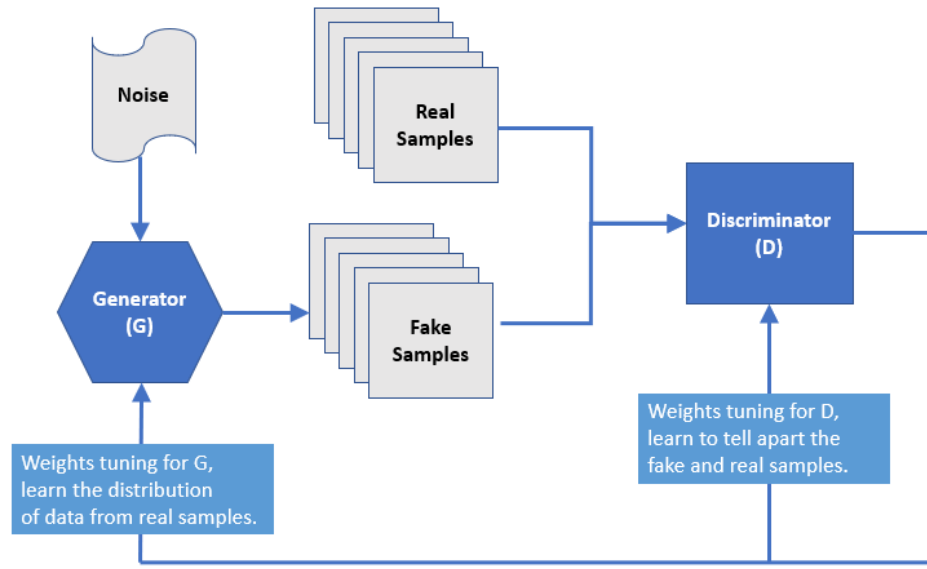 Noise
Real
Samples
Discriminator
(D)
Generator
(G)
Fake
Samples
Weights tuning for D,
learn to tell apart the
fake and real samples.
Weights tuning for G,
learn the distribution
of data from real samples.